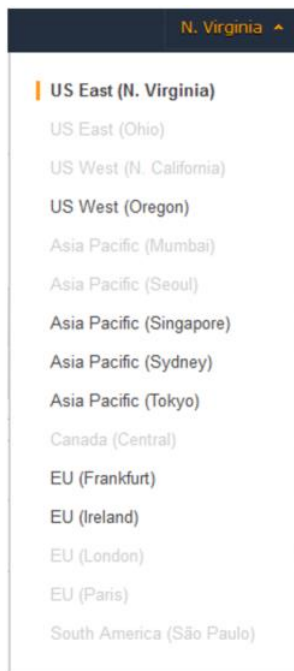 N. Virginia
US East (N. Virginia)
US East (Ohio)
US West (N. California)
US West (Oregon)
Asia Pacific (Mumbai)
Asia Pacific (Seoul)
Asia Pacific (Singapore)
Asia Pacific (Sydney)
Asia Pacific (Tokyo)
Canada (Central)
EU (Frankfurt)
EU (Ireland)
EU (London)
EU (Paris)
South America (São Paulo)